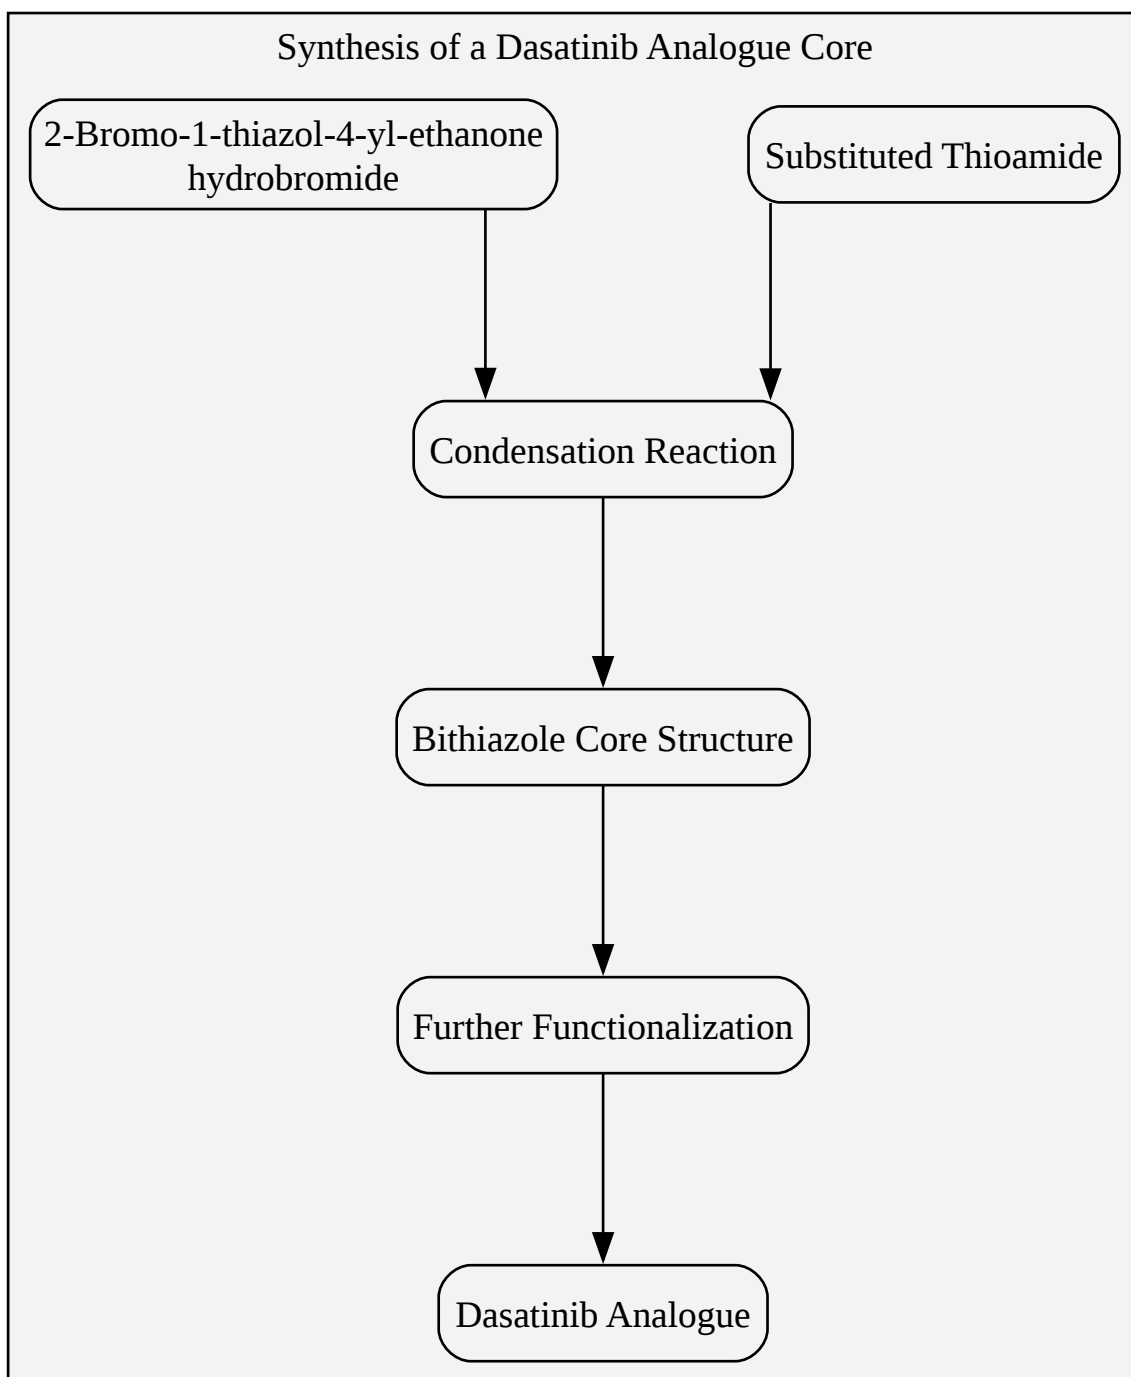 Synthesis of a Dasatinib Analogue Core
2-Bromo-1-thiazol-4-yl-ethanone
hydrobromide
Substituted Thioamide
Condensation Reaction
Bithiazole Core Structure
Further Functionalization
Dasatinib Analogue